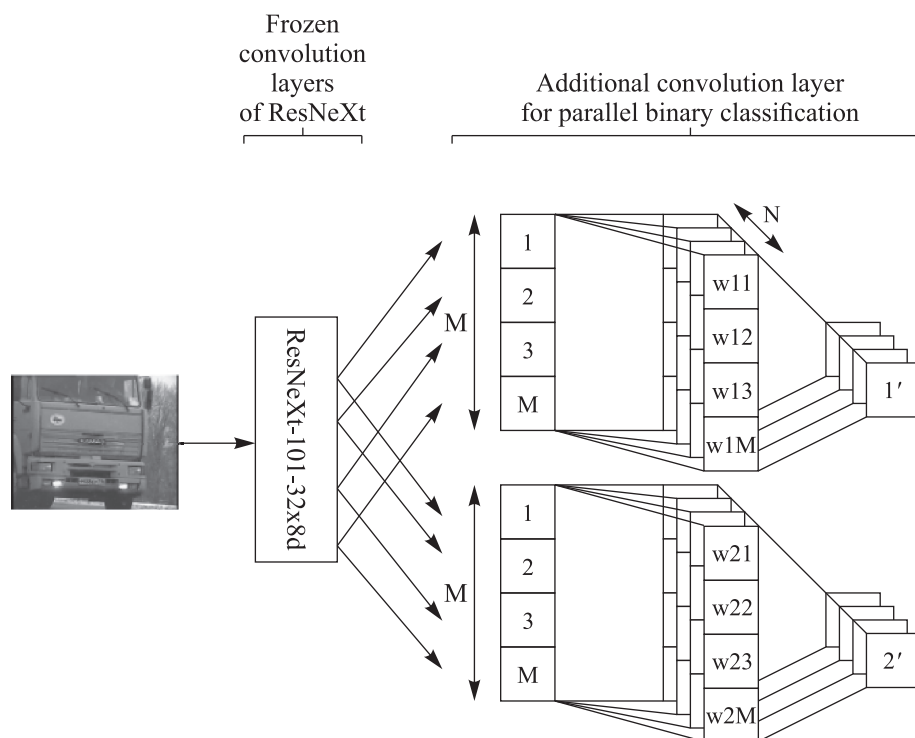 Frozen
convolution
layers
of ResNeXt
Additional convolution layer
for parallel binary classification
N
M
1
2
3
M
w11
w12
w13
w1M
1′
ResNeXt-101-32x8d
M
1
2
3
M
w21
w22
w23
w2M
2′